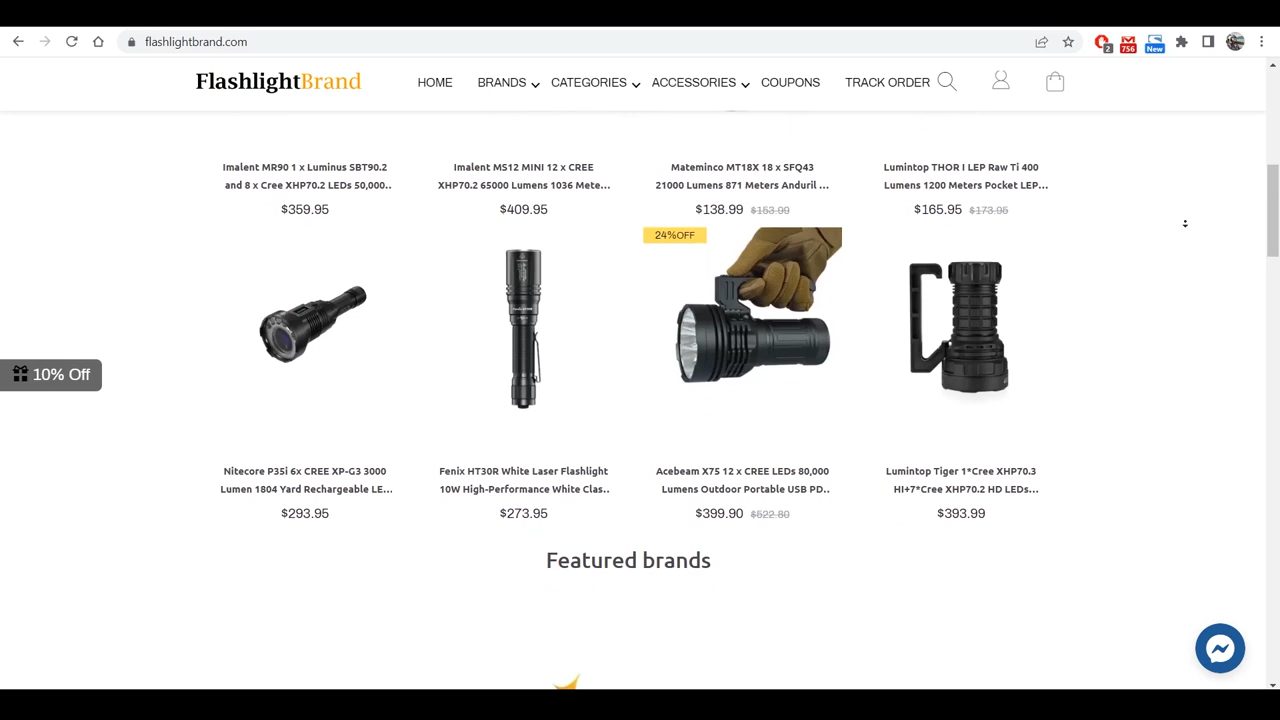 flashlightbrand.com
2
756
New
FlashlightBrand
HOME
BRANDS
CATEGORIES
ACCESSORIES
COUPONS
TRACK ORDER
Imalent MR90 1 x Luminus SBT90.2
and 8 x Cree XHP70.2 LEDs 50,000..
$359.95
Imalent MS12 MINI 12 x CREE
XHP70.2 65000 Lumens 1036 Mete...
$409.95
Mateminco MT18X 18 x SFQ43
21000 Lumens 871 Meters Anduril ...
$138.99 $153.99
Lumintop THOR I LEP Raw Ti 400
Lumens 1200 Meters Pocket LEP...
$165.95 $173.95
24%OFF
10% Off
Nitecore P35i 6x CREE XP-G3 3000
Lumen 1804 Yard Rechargeable LE...
$293.95
Fenix HT30R White Laser Flashlight
10W High-Performance White Clas..
$273.95
Acebeam X75 12 x CREE LEDs 80,000
Lumens Outdoor Portable USB PD..
$399.90 $522.80
Lumintop Tiger 1*Cree XHP70.3
HI+7*Cree XHP70.2 HD LEDs...
$393.99
Featured brands